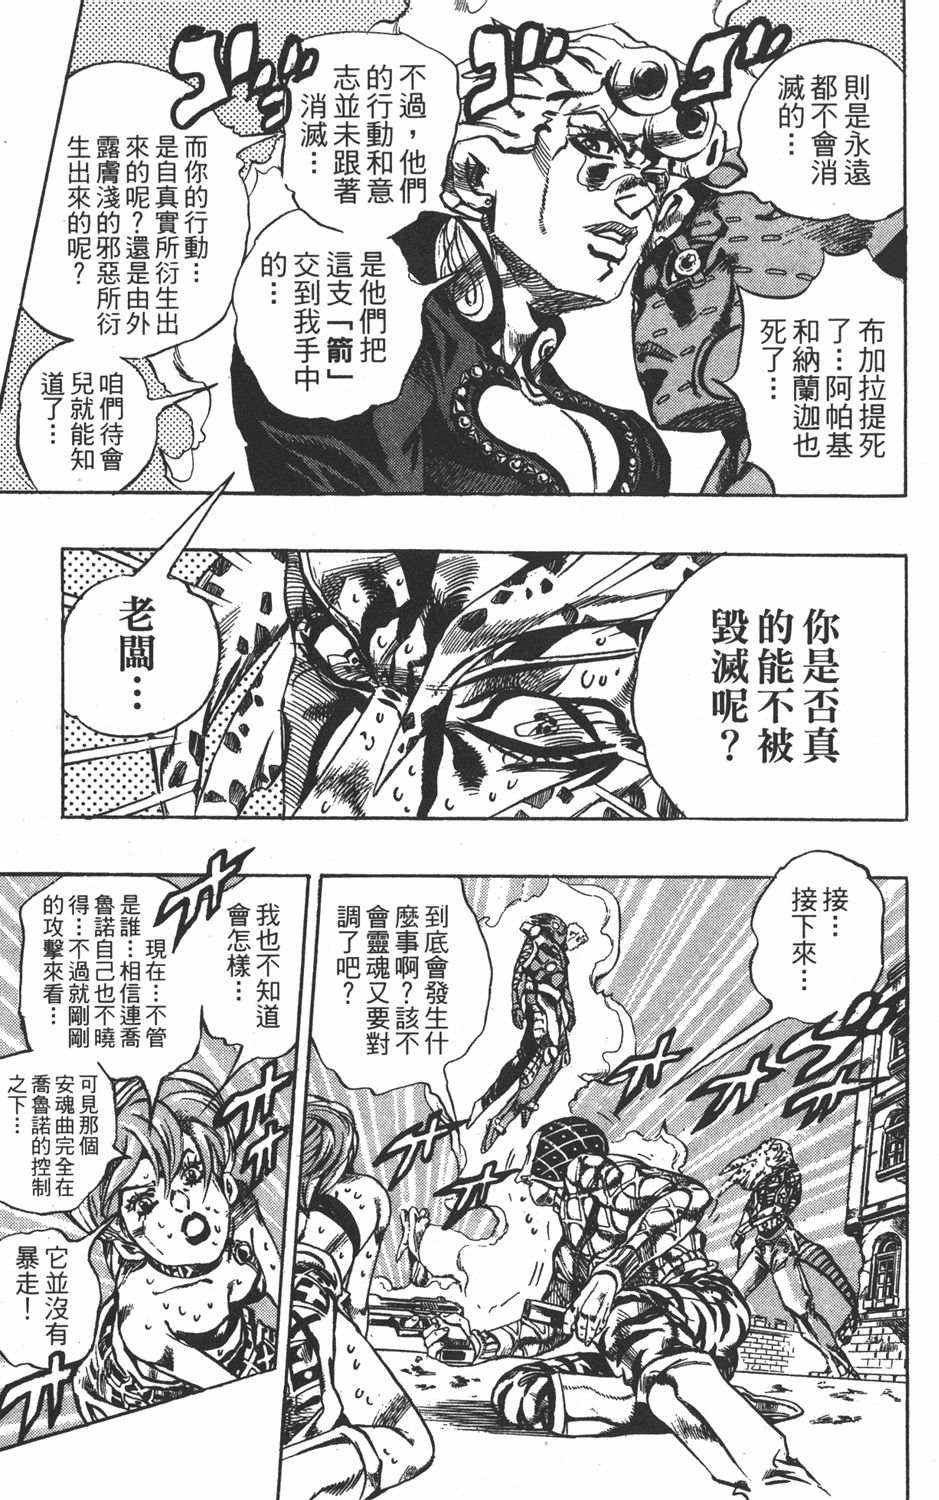 布加拉提死
了…阿帕基
和納蘭迦也
死了…
則是永遠
都不會消
滅的…
不過，他們
的行動和意
志並未跟著
消滅…
是他們把
這支「箭」
交到我手中
的…
而你的行動…
是自真實所衍生出
來的呢？還是由外
露膚淺的邪惡所衍
生出來的呢？
咱們待會
兒就能知
道了…
ゴゴゴゴ
你是否真
的能不被
毀滅呢？
老闆…
接…
接下來…
到底會發生什
麼事啊？該不
會靈魂又要對
調了吧？
我也不知道
會怎樣…
現在…不管
是誰…相信連喬
魯諾自己也不曉
得…不過就剛剛
的攻擊來看…
可見那個
安魂曲完全在
喬魯諾的控制
之下…
它並沒有
暴走！